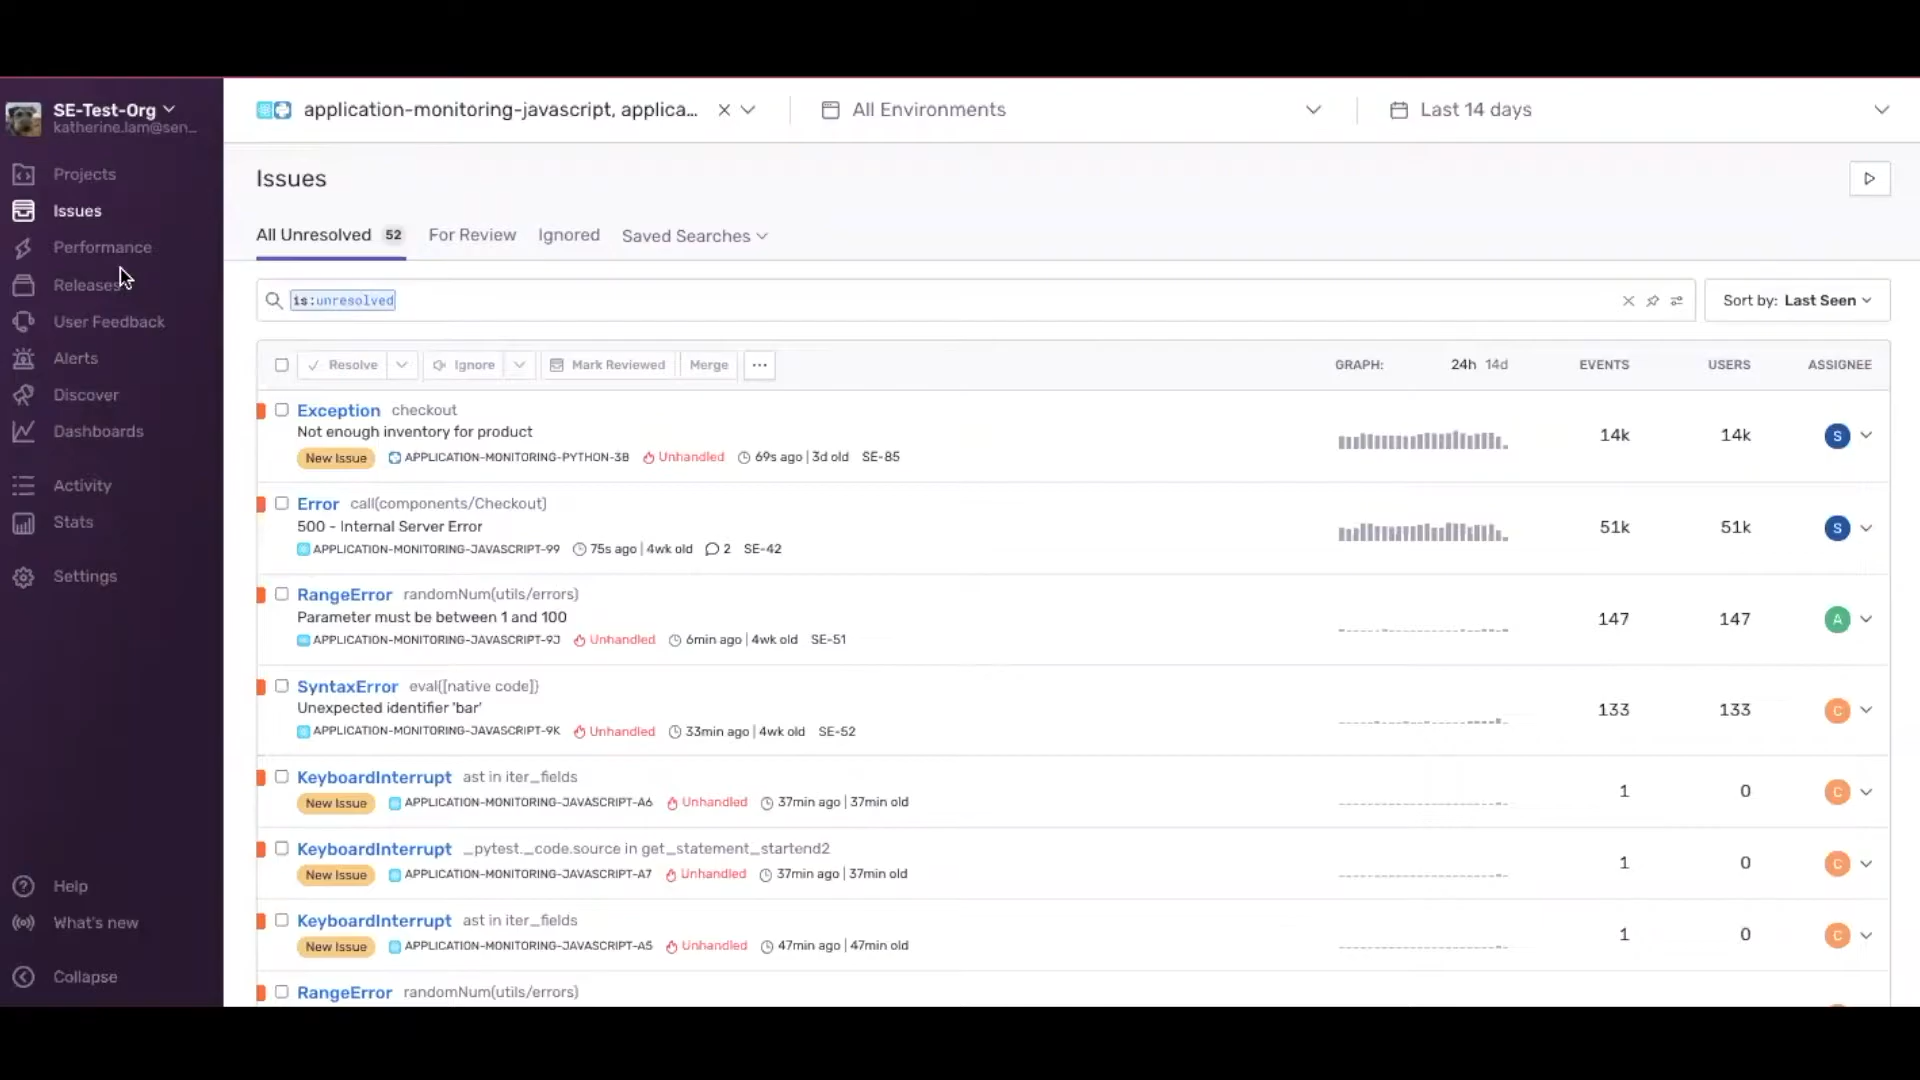 SE-Test-Org
katherine.lam@sen...
Projects
Issues
Performance
Releases
User Feedback
Alerts
Discover
Dashboards
Activity
Stats
Settings
Help
What's new
Collapse
application-monitoring-javascript, applica...
All Environments
Last 14 days
Issues
All Unresolved 52 For Review Ignored Saved Searches
is:unresolved
Sort by: Last Seen
Resolve Ignore Mark Reviewed Merge ... GRAPH: 24h 14d EVENTS USERS ASSIGNEE
Exception checkout
Not enough inventory for product
New Issue APPLICATION-MONITORING-PYTHON-3B Unhandled 69s ago | 3d old SE-85
14k 14k S
Error call(components/Checkout)
500 - Internal Server Error
APPLICATION-MONITORING-JAVASCRIPT-99 75s ago | 4wk old 2 SE-42
51k 51k S
RangeError randomNum(utils/errors)
Parameter must be between 1 and 100
APPLICATION-MONITORING-JAVASCRIPT-9J Unhandled 6min ago | 4wk old SE-51
147 147 A
SyntaxError eval([native code])
Unexpected identifier 'bar'
APPLICATION-MONITORING-JAVASCRIPT-9K Unhandled 33min ago | 4wk old SE-52
133 133 C
KeyboardInterrupt ast in iter_fields
New Issue APPLICATION-MONITORING-JAVASCRIPT-A6 Unhandled 37min ago | 37min old
1 0 C
KeyboardInterrupt _pytest._code.source in get_statement_startend2
New Issue APPLICATION-MONITORING-JAVASCRIPT-A7 Unhandled 37min ago | 37min old
1 0 C
KeyboardInterrupt ast in iter_fields
New Issue APPLICATION-MONITORING-JAVASCRIPT-A5 Unhandled 47min ago | 47min old
1 0 C
RangeError randomNum(utils/errors)